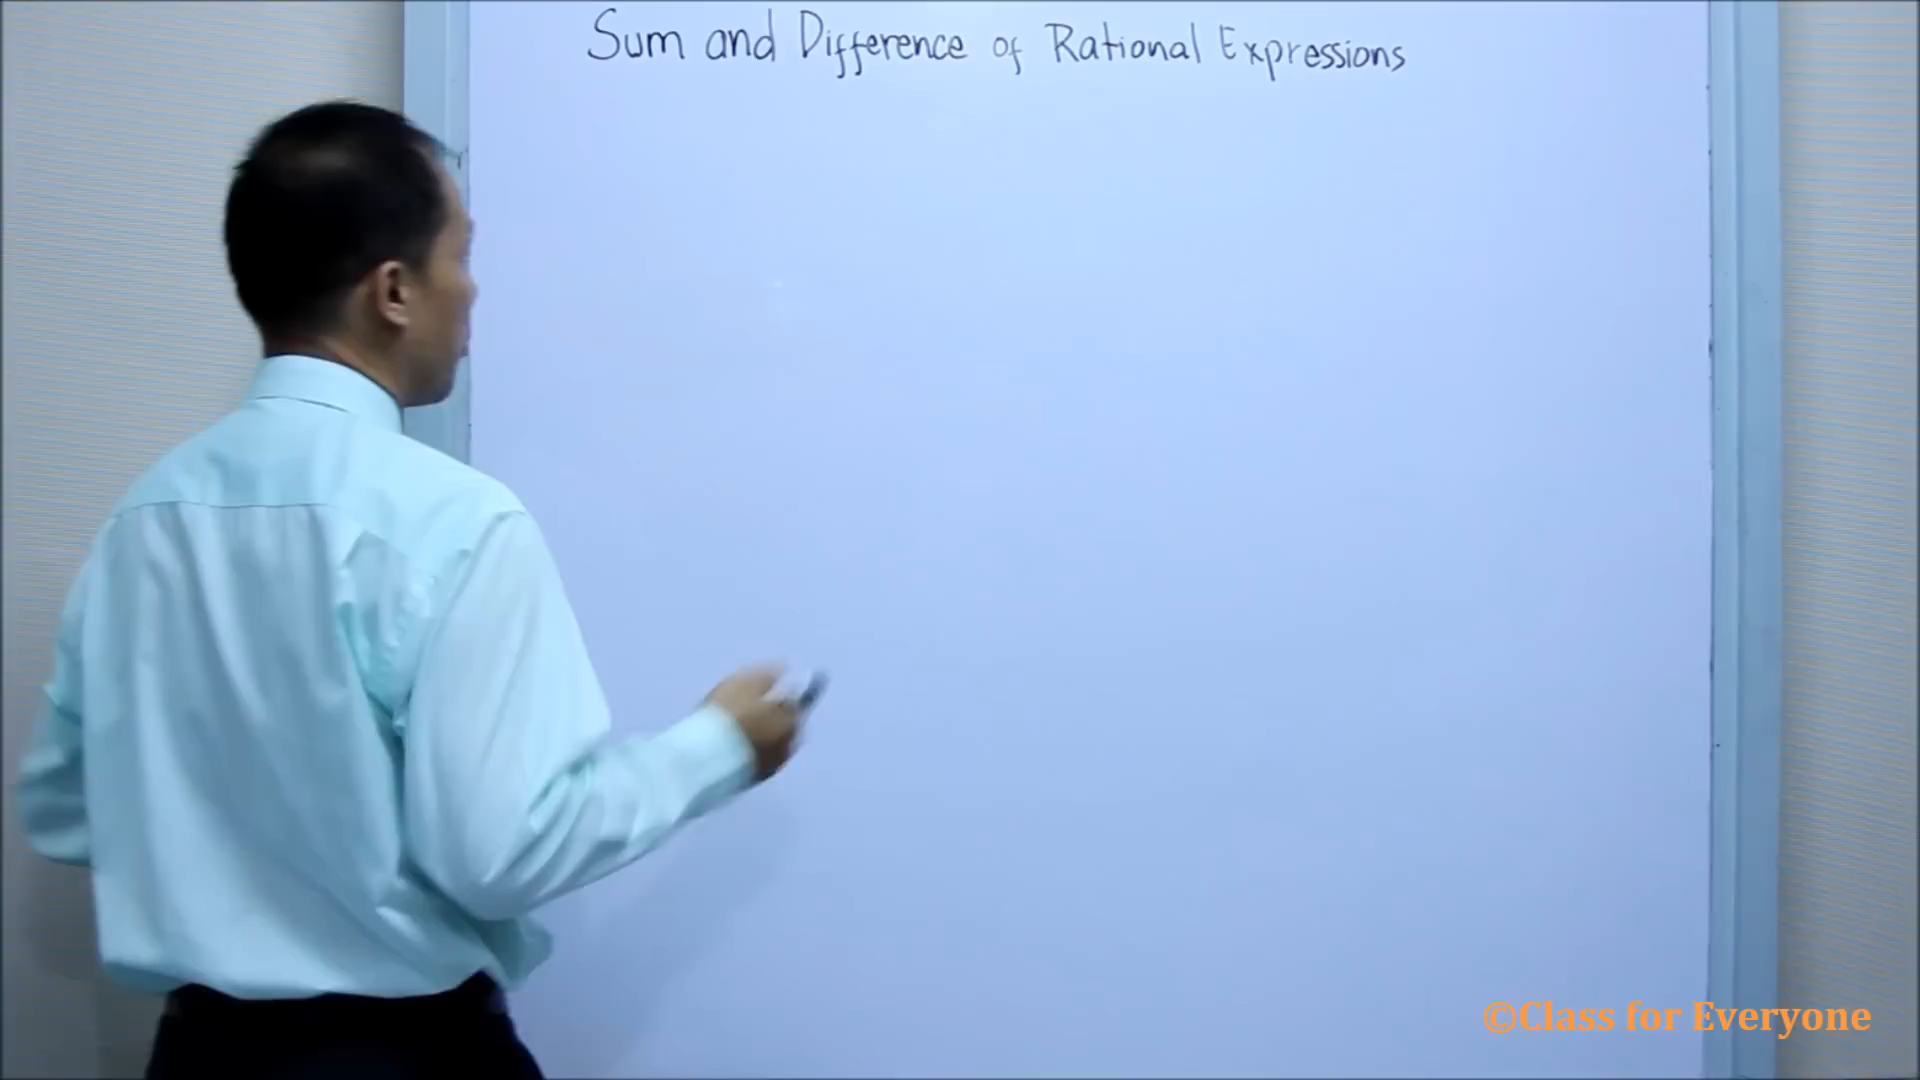 Sum and Difference of Rational Expressions
©Class for Everyone